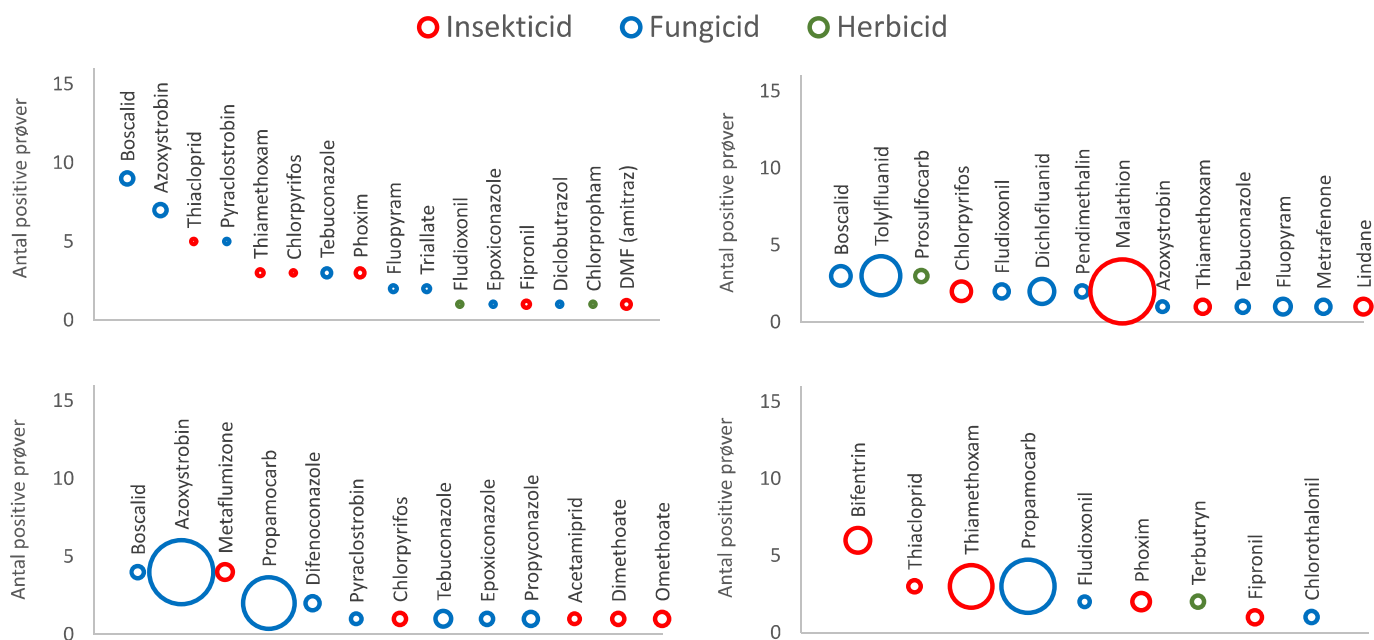 Insekticid Fungicid Herbicid
Antal positive prøver
15
10
5
0
Boscalid
Azoxystrobin
Thiacloprid
Pyraclostrobin
Thiamethoxam
Chlorpyrifos
Tebuconazole
Phoxim
Fluopyram
Triallate
Fludioxonil
Epoxiconazole
Fipronil
Diclobutrazol
Chlorpropham
DMF (amitraz)
Antal positive prøver
15
10
5
0
Boscalid
Tolylfluanid
Prosulfocarb
Chlorpyrifos
Fludioxonil
Dichlofluanid
Pendimethalin
Malathion
Azoxystrobin
Thiamethoxam
Tebuconazole
Fluopyram
Metrafenone
Lindane
Antal positive prøver
15
10
5
0
Boscalid
Azoxystrobin
Metaflumizone
Propamocarb
Difenoconazole
Pyraclostrobin
Chlorpyrifos
Tebuconazole
Epoxiconazole
Propyconazole
Acetamiprid
Dimethoate
Omethoate
Antal positive prøver
15
10
5
0
Bifentrin
Thiacloprid
Thiamethoxam
Propamocarb
Fludioxonil
Phoxim
Terbutryn
Fipronil
Chlorothalonil